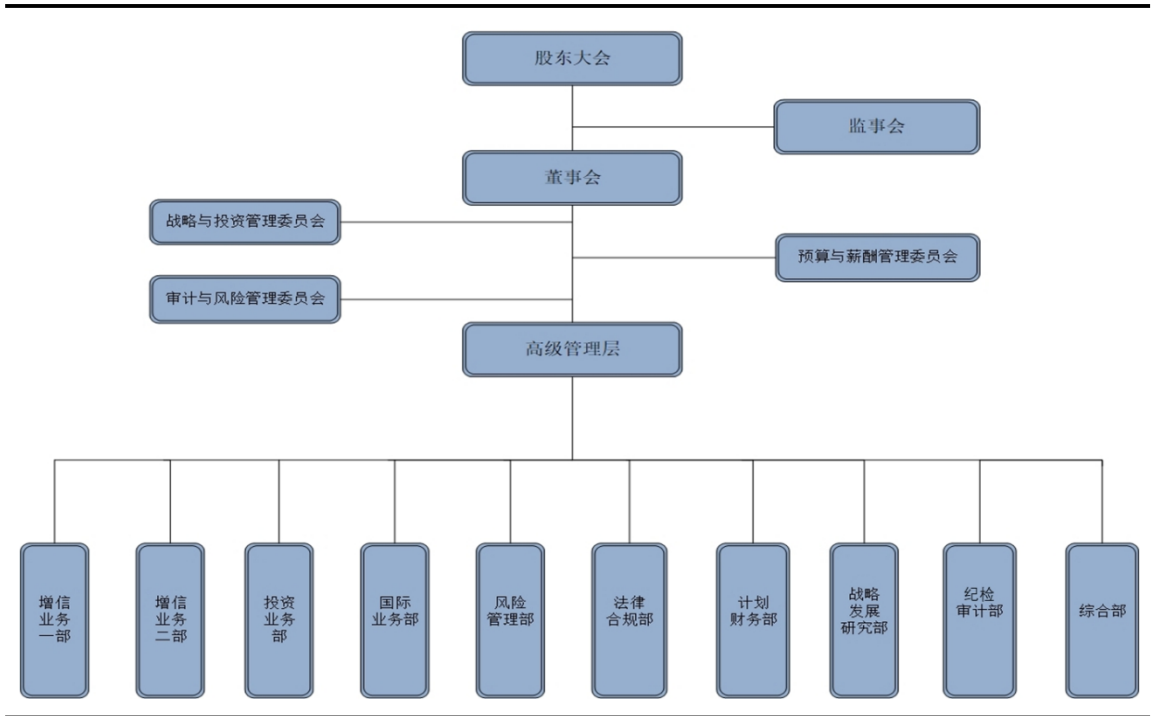 股东大会
监事会
董事会
战略与投资管理委员会
预算与薪酬管理委员会
审计与风险管理委员会
高级管理层
增信
业务
一部
增信
业务
二部
投资
业务
部
国际
业务部
风险
管理部
法律
合规部
计划
财务部
战略
发展
研究部
纪检
审计部
综合部